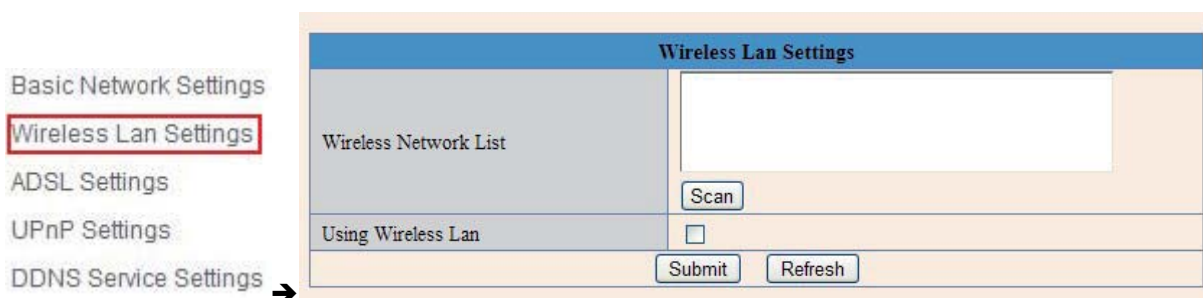 Basic Network Settings
Wireless Lan Settings
ADSL Settings
UPnP Settings
DDNS Service Settings ➔
Wireless Lan Settings
Wireless Network List
Scan
Using Wireless Lan
Submit Refresh